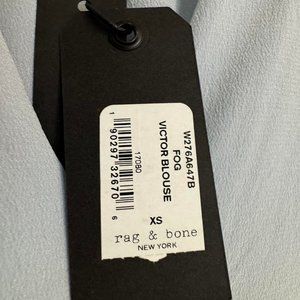 W276A647B
FOG
VICTOR BLOUSE
17080
1 90297 32670 6
XS
rag & bone
NEW YORK